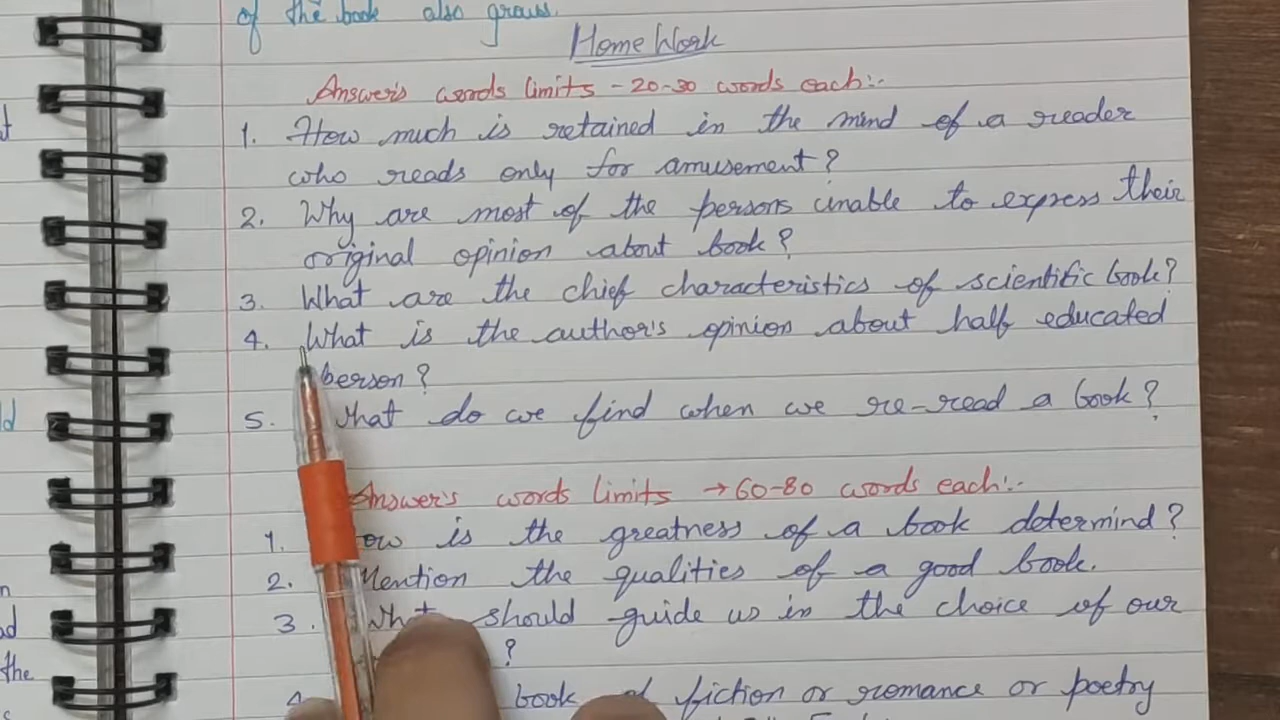 of the book also grows.
Home Work
Answer's words limits - 20-30 words each:-
1. How much is retained in the mind of a reader
who reads only for amusement?
2. Why are most of the persons unable to express their
original opinion about book?
3. What are the chief characteristics of scientific book?
4. What is the author's opinion about half educated
person?
5. What do we find when we re-read a book?
Answer's words limits → 60-80 words each:-
1. How is the greatness of a book determind?
2. Mention the qualities of a good book.
3. What should guide us in the choice of our
?
4. book of fiction or romance or poetry
the